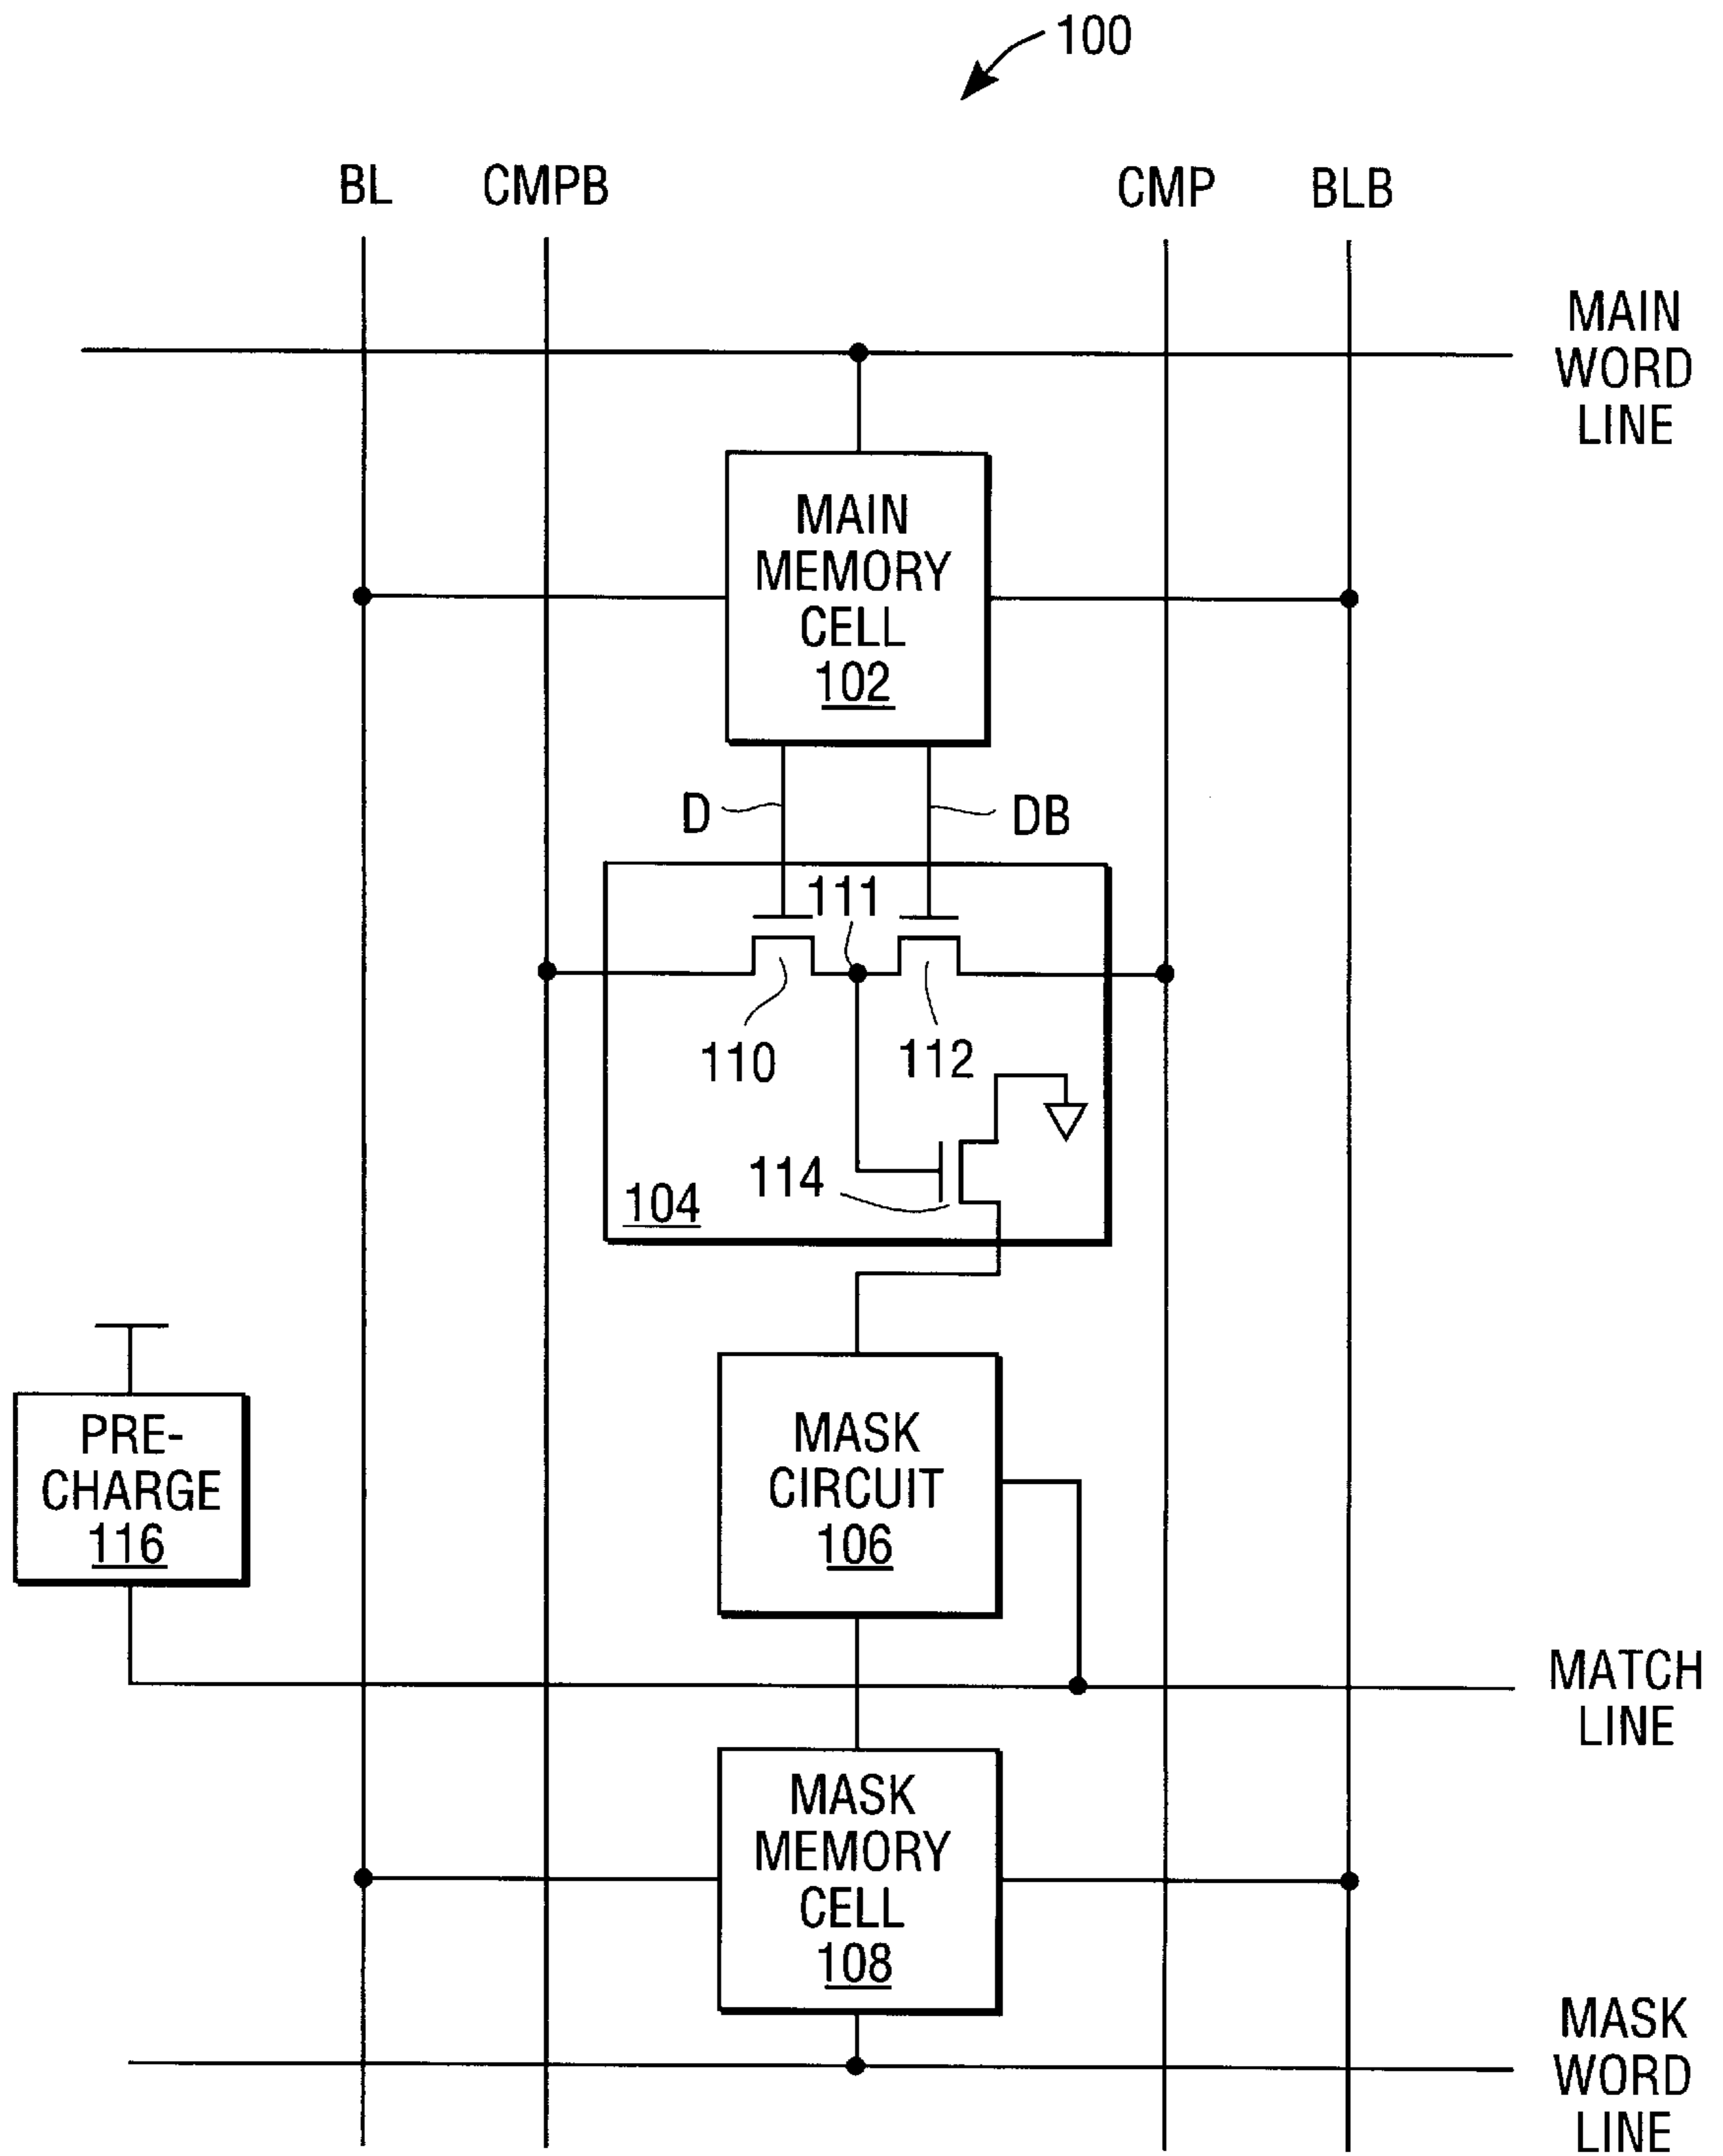 100
BL
CMPB
CMP
BLB
MAIN
WORD
LINE
MAIN
MEMORY
CELL
102
D
DB
111
110
112
114
104
PRE-
CHARGE
116
MASK
CIRCUIT
106
MATCH
LINE
MASK
MEMORY
CELL
108
MASK
WORD
LINE